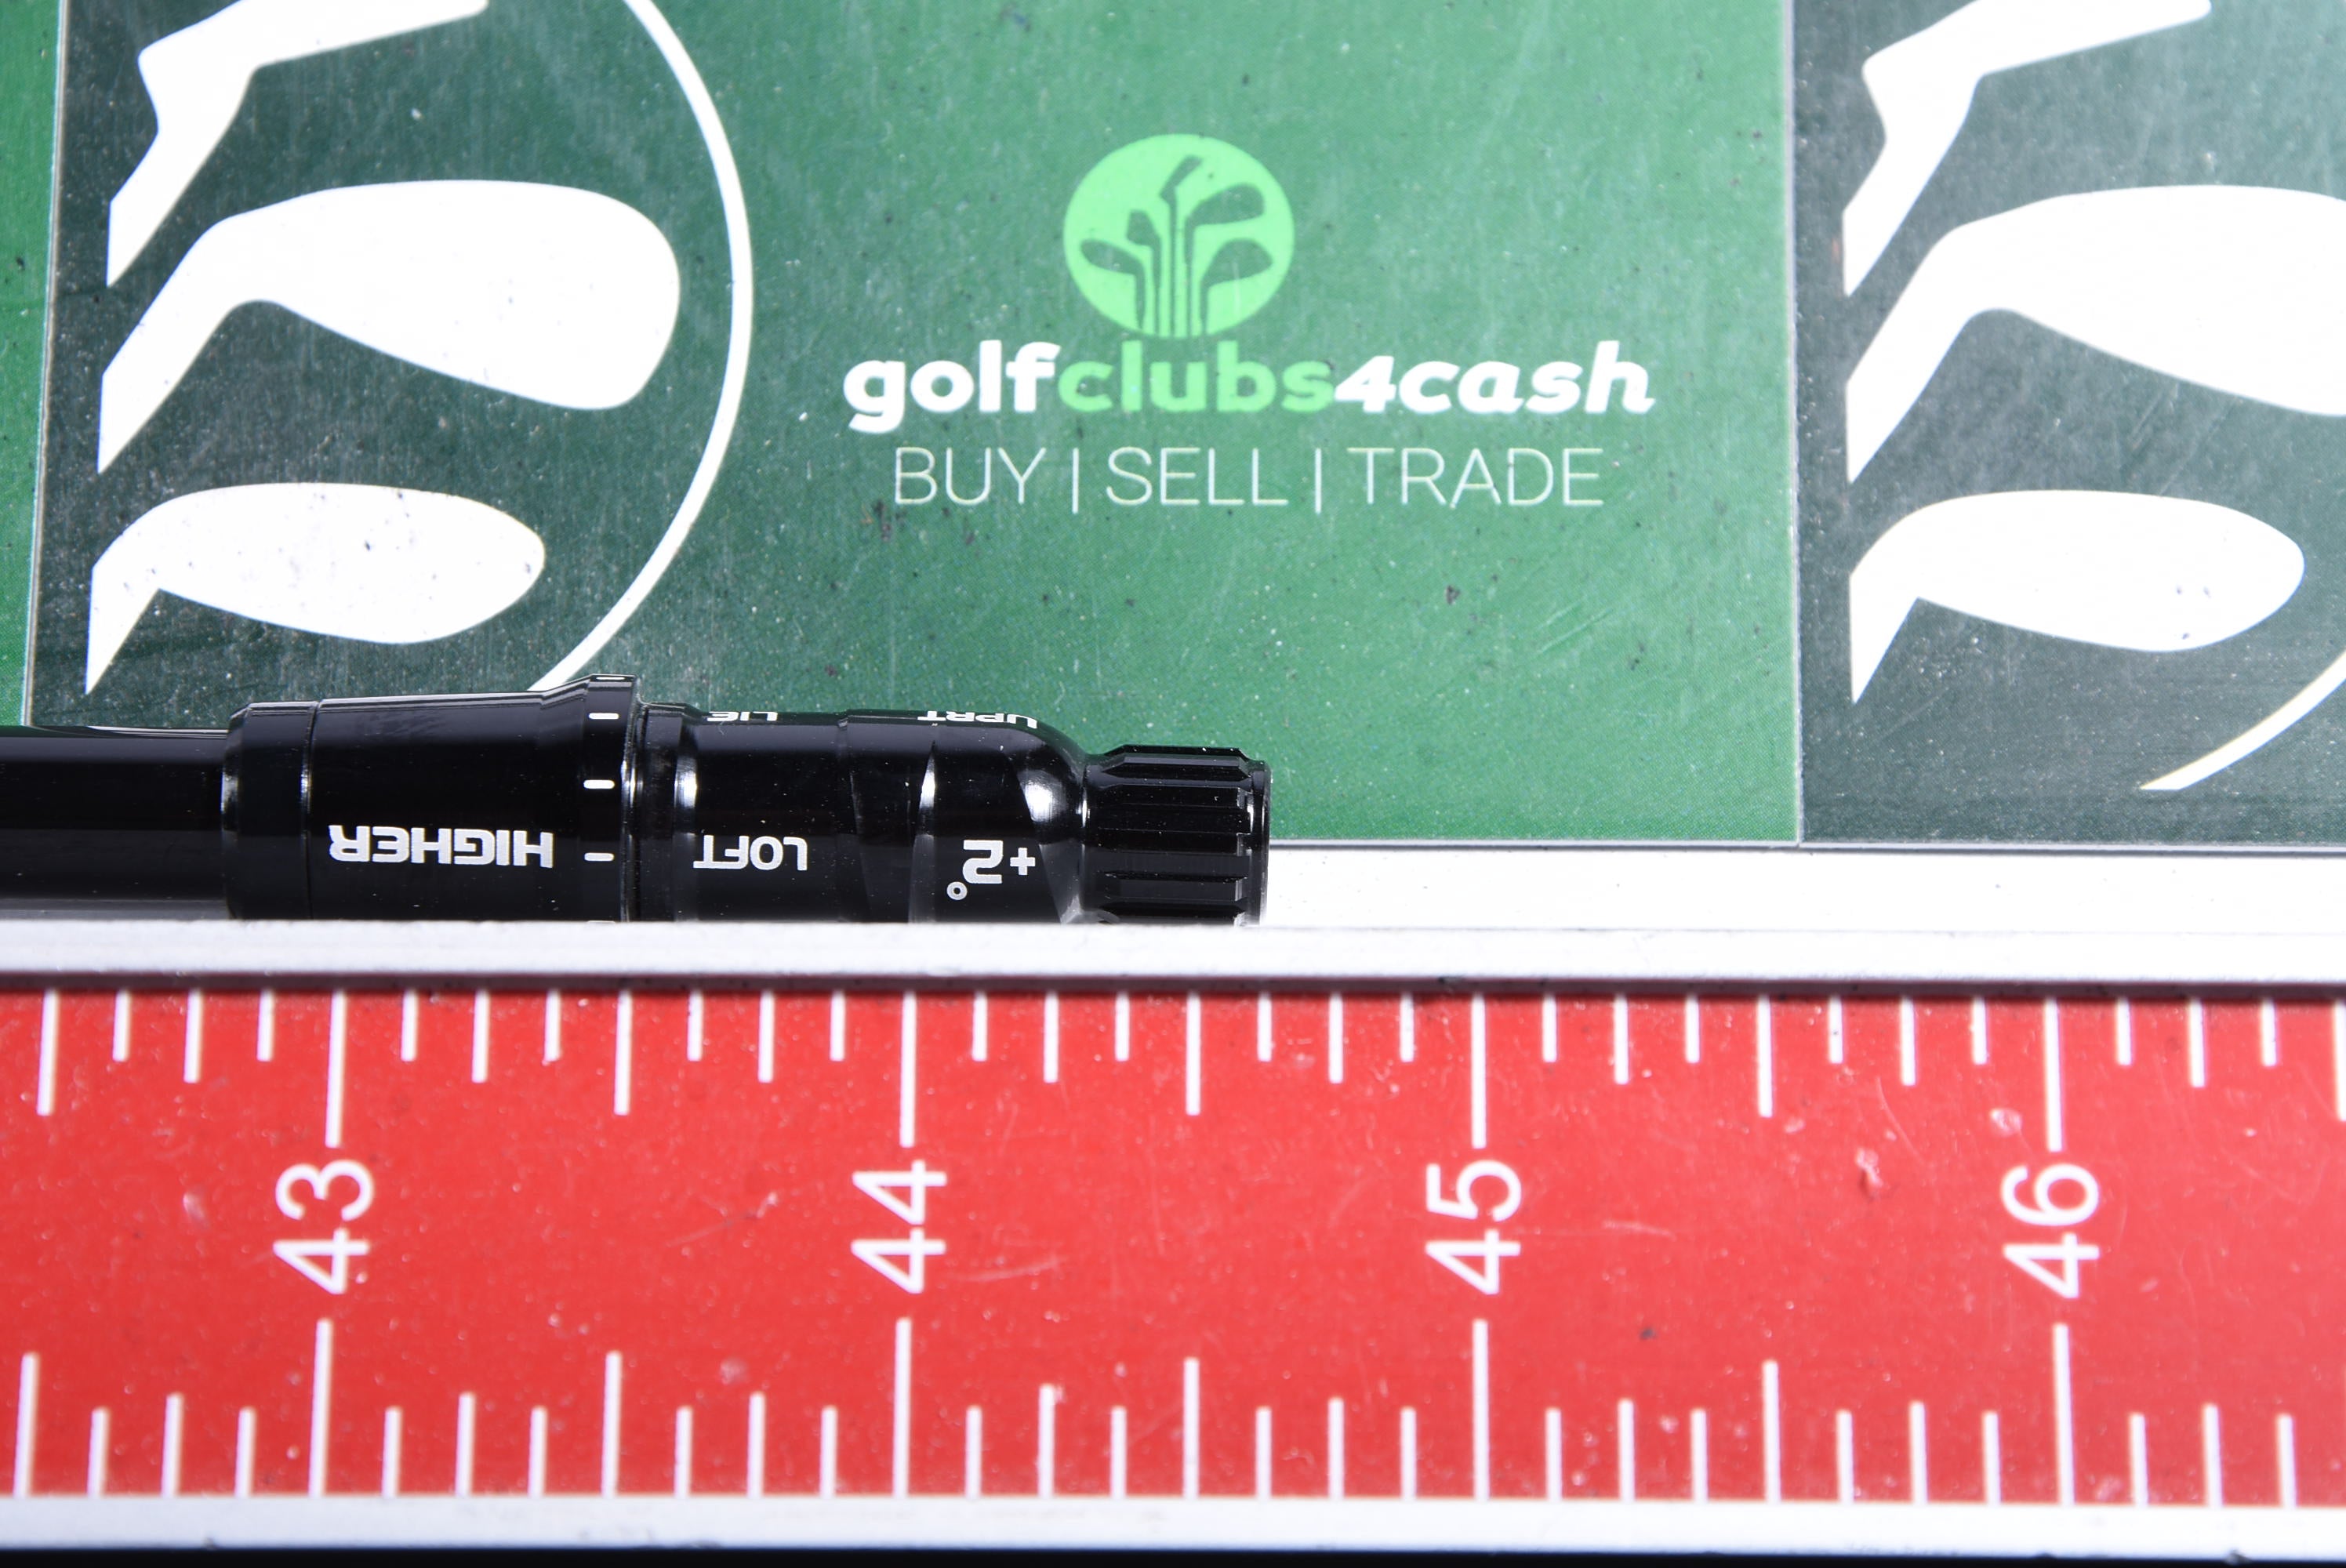 golfclubs4cash
BUY | SELL | TRADE
LIE UPRT
HIGHER LOFT +2°
43 44 45 46